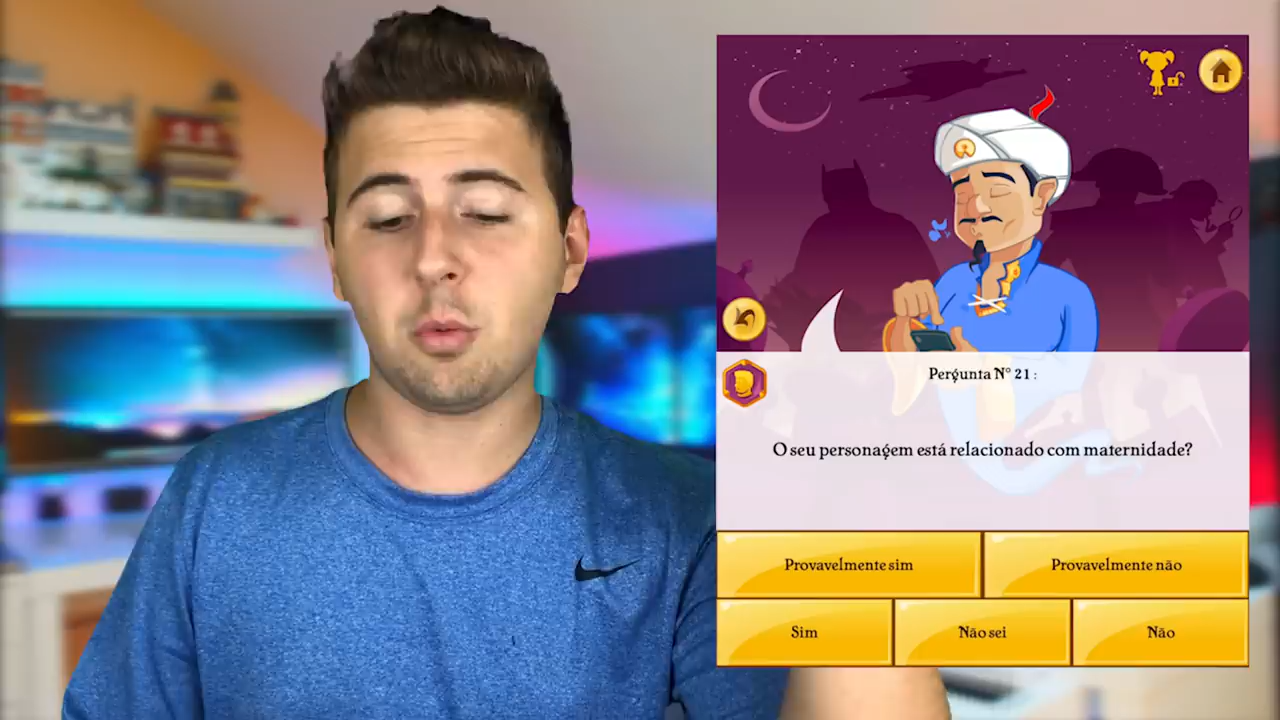 Pergunta Nº 21 :
O seu personagem está relacionado com maternidade?
Provavelmente sim
Provavelmente não
Sim
Não sei
Não